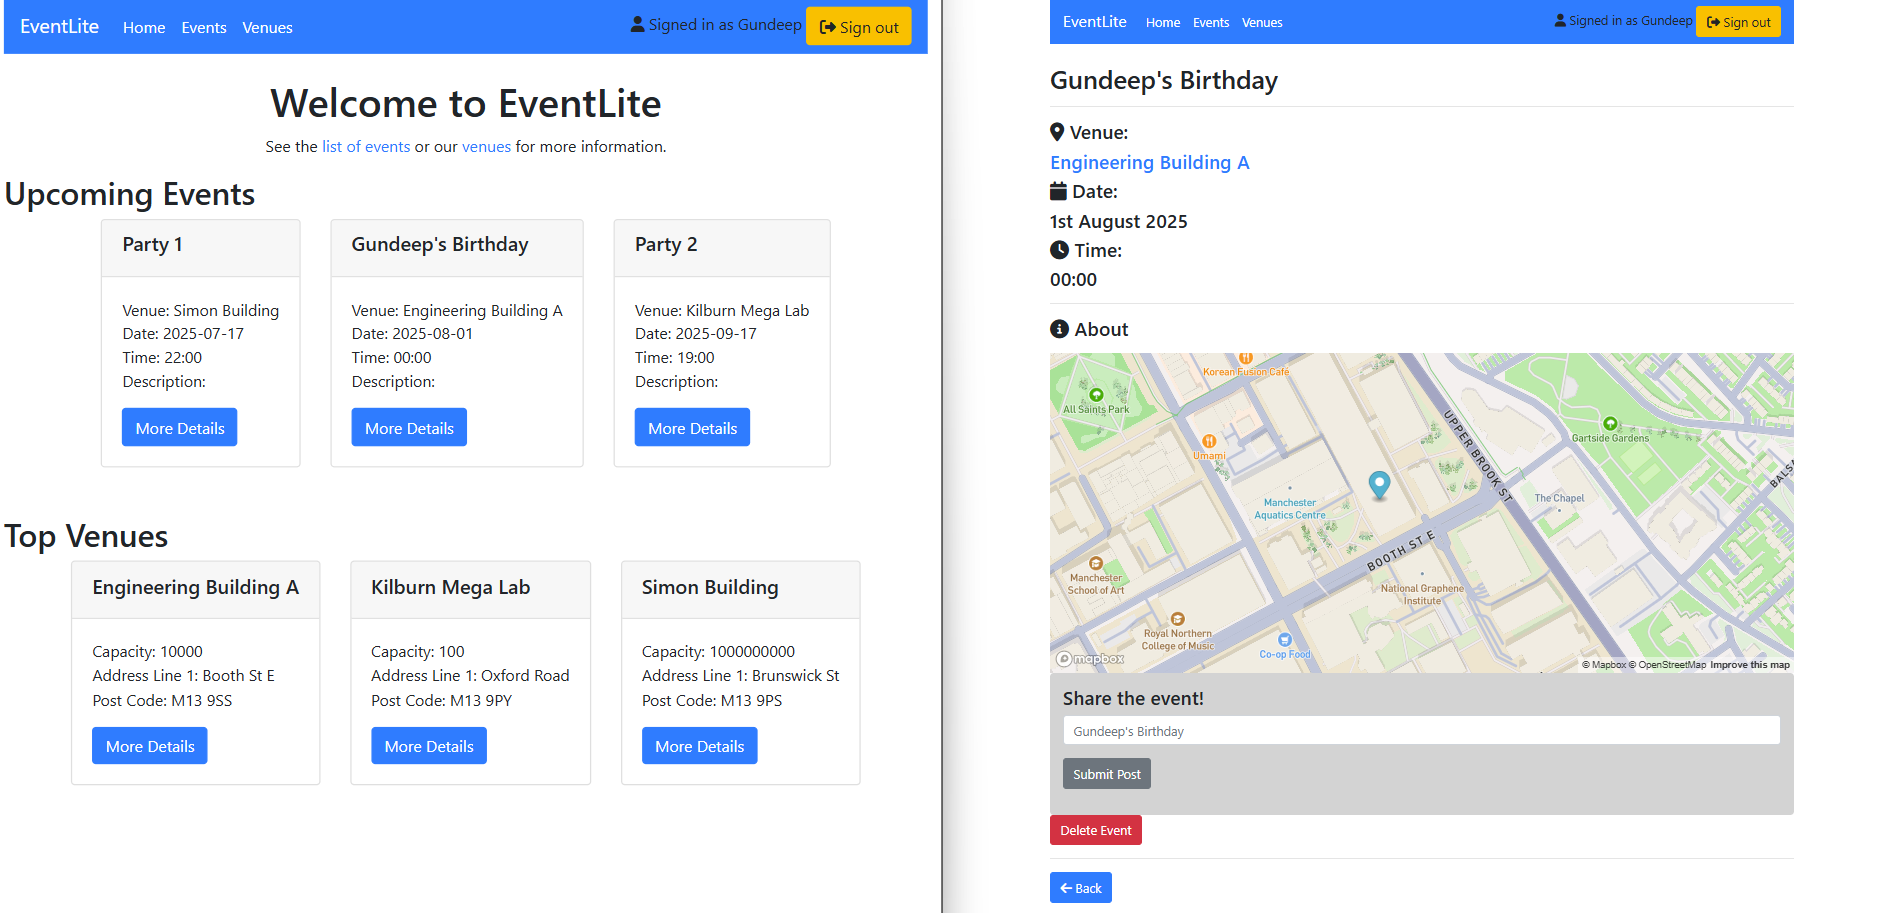 EventLite Home Events Venues Signed in as Gundeep Sign out
Welcome to EventLite
See the list of events or our venues for more information.
Upcoming Events
Party 1
Venue: Simon Building
Date: 2025-07-17
Time: 22:00
Description:
More Details
Gundeep's Birthday
Venue: Engineering Building A
Date: 2025-08-01
Time: 00:00
Description:
More Details
Party 2
Venue: Kilburn Mega Lab
Date: 2025-09-17
Time: 19:00
Description:
More Details
Top Venues
Engineering Building A
Capacity: 10000
Address Line 1: Booth St E
Post Code: M13 9SS
More Details
Kilburn Mega Lab
Capacity: 100
Address Line 1: Oxford Road
Post Code: M13 9PY
More Details
Simon Building
Capacity: 1000000000
Address Line 1: Brunswick St
Post Code: M13 9PS
More Details
EventLite Home Events Venues Signed in as Gundeep Sign out
Gundeep's Birthday
Venue:
Engineering Building A
Date:
1st August 2025
Time:
00:00
About
Korean Fusion Café
All Saints Park
Umami
UPPER BROOK ST
Gartside Gardens
Manchester
Aquatics Centre
The Chapel
BOOTH ST E
Manchester
School of Art
National Graphene
Institute
Royal Northern
College of Music
Co-op Food
mapbox
© Mapbox © OpenStreetMap Improve this map
Share the event!
Gundeep's Birthday
Submit Post
Delete Event
Back